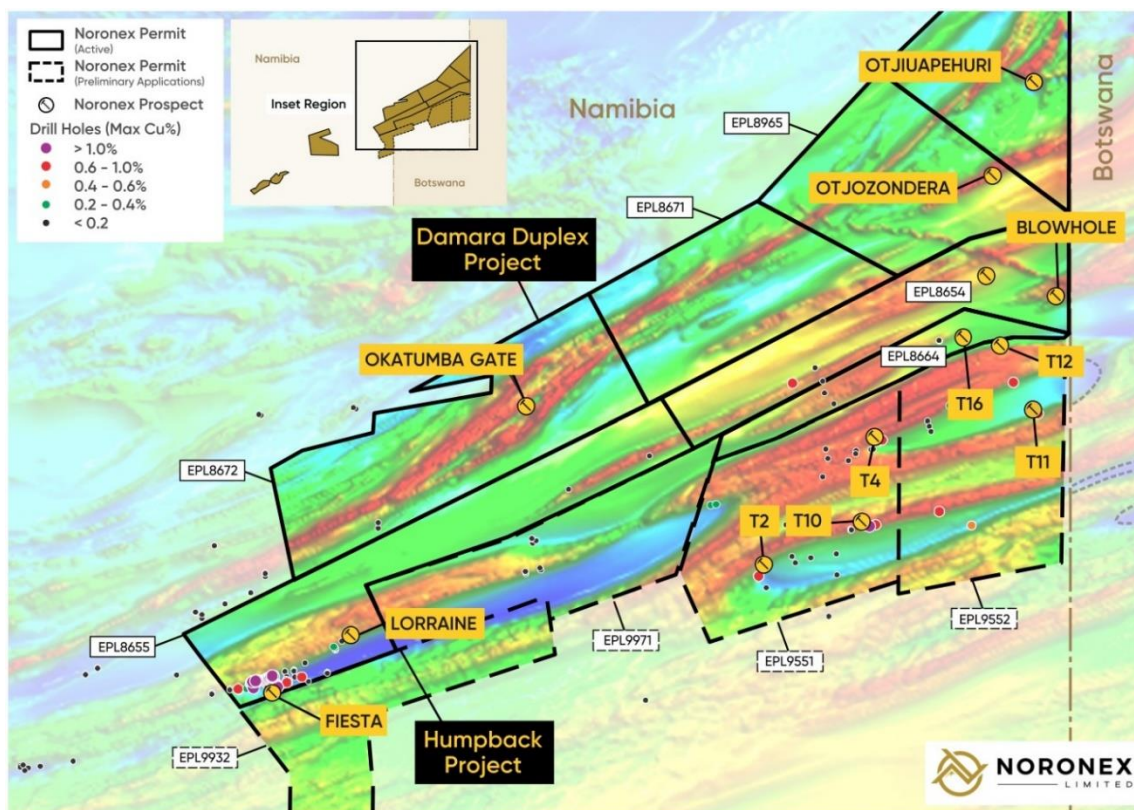 Noronex Permit
(Active)
Noronex Permit
(Preliminary Applications)
Noronex Prospect
Drill Holes (Max Cu%)
> 1.0%
0.6 - 1.0%
0.4 - 0.6%
0.2 - 0.4%
< 0.2
Namibia
Inset Region
Botswana
Namibia
Botswana
OTJIUAPEHURI
EPL8965
OTJOZONDERA
EPL8671
BLOWHOLE
Damara Duplex
Project
EPL8654
OKATUMBA GATE
EPL8664
T12
T16
T11
T4
EPL8672
T2
T10
LORRAINE
EPL8655
EPL9971
EPL9552
EPL9551
FIESTA
Humpback
Project
EPL9932
NORONEX
LIMITED